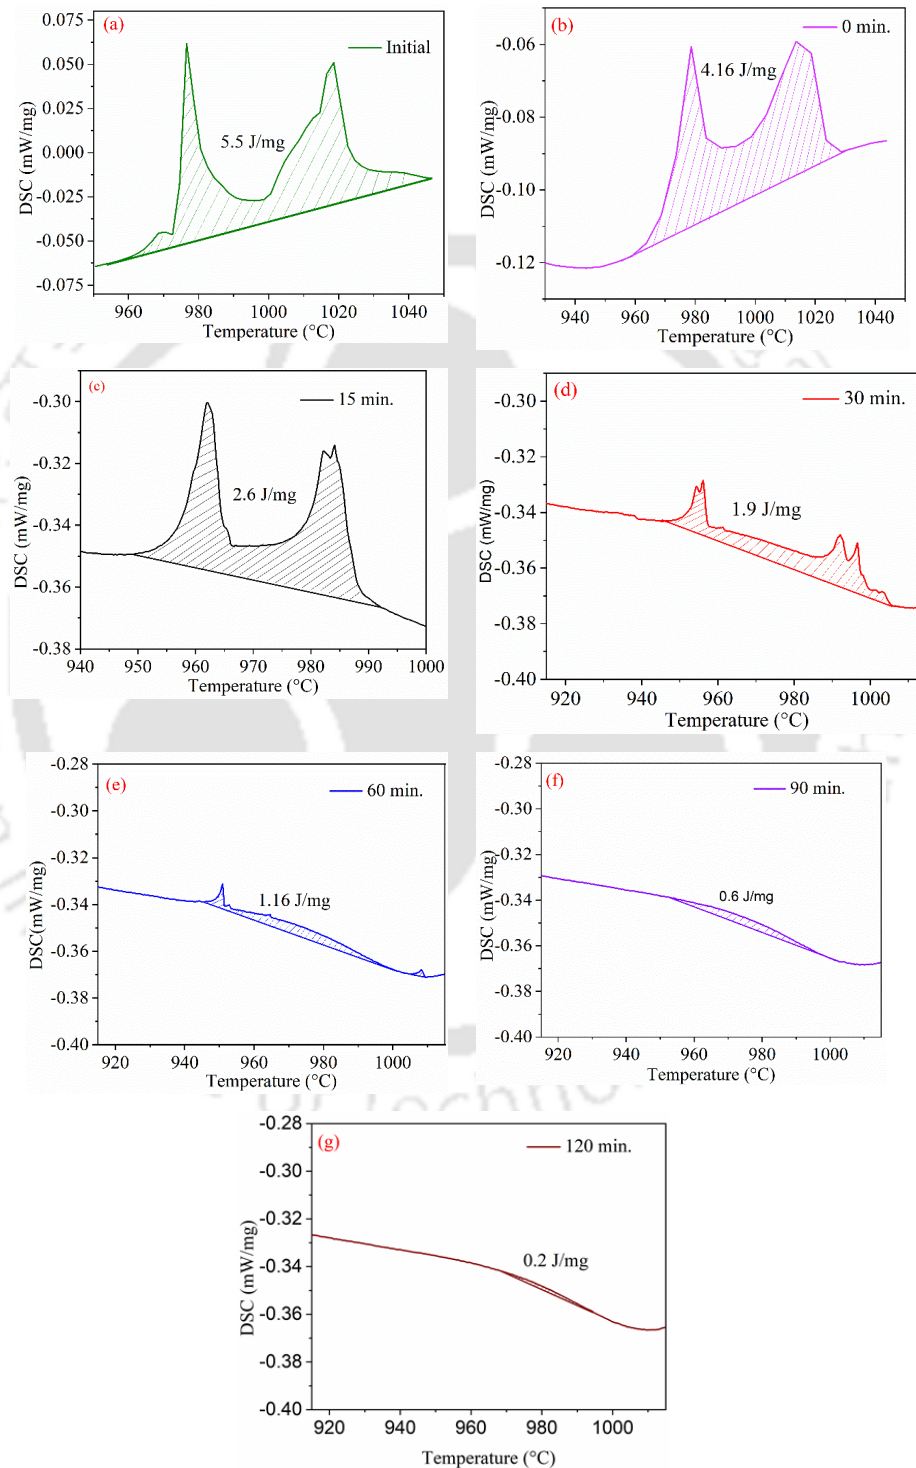 (a)
Initial
5.5 J/mg
DSC (mW/mg)
0.075
0.050
0.025
0.000
-0.025
-0.050
-0.075
960 980 1000 1020 1040
Temperature (°C)
(b)
0 min.
4.16 J/mg
DSC (mW/mg)
-0.06
-0.08
-0.10
-0.12
940 960 980 1000 1020 1040
Temperature (°C)
(c)
15 min.
2.6 J/mg
DSC (mW/mg)
-0.30
-0.32
-0.34
-0.36
-0.38
940 950 960 970 980 990 1000
Temperature (°C)
(d)
30 min.
1.9 J/mg
DSC (mW/mg)
-0.30
-0.32
-0.34
-0.36
-0.38
-0.40
920 940 960 980 1000
Temperature (°C)
(e)
60 min.
1.16 J/mg
DSC(mW/mg)
-0.28
-0.30
-0.32
-0.34
-0.36
-0.38
-0.40
920 940 960 980 1000
Temperature (°C)
(f)
90 min.
0.6 J/mg
DSC (mW/mg)
-0.28
-0.30
-0.32
-0.34
-0.36
-0.38
-0.40
920 940 960 980 1000
Temperature (°C)
of Techno
(g)
120 min.
0.2 J/mg
DSC (mW/mg)
-0.28
-0.30
-0.32
-0.34
-0.36
-0.38
-0.40
920 940 960 980 1000
Temperature (°C)